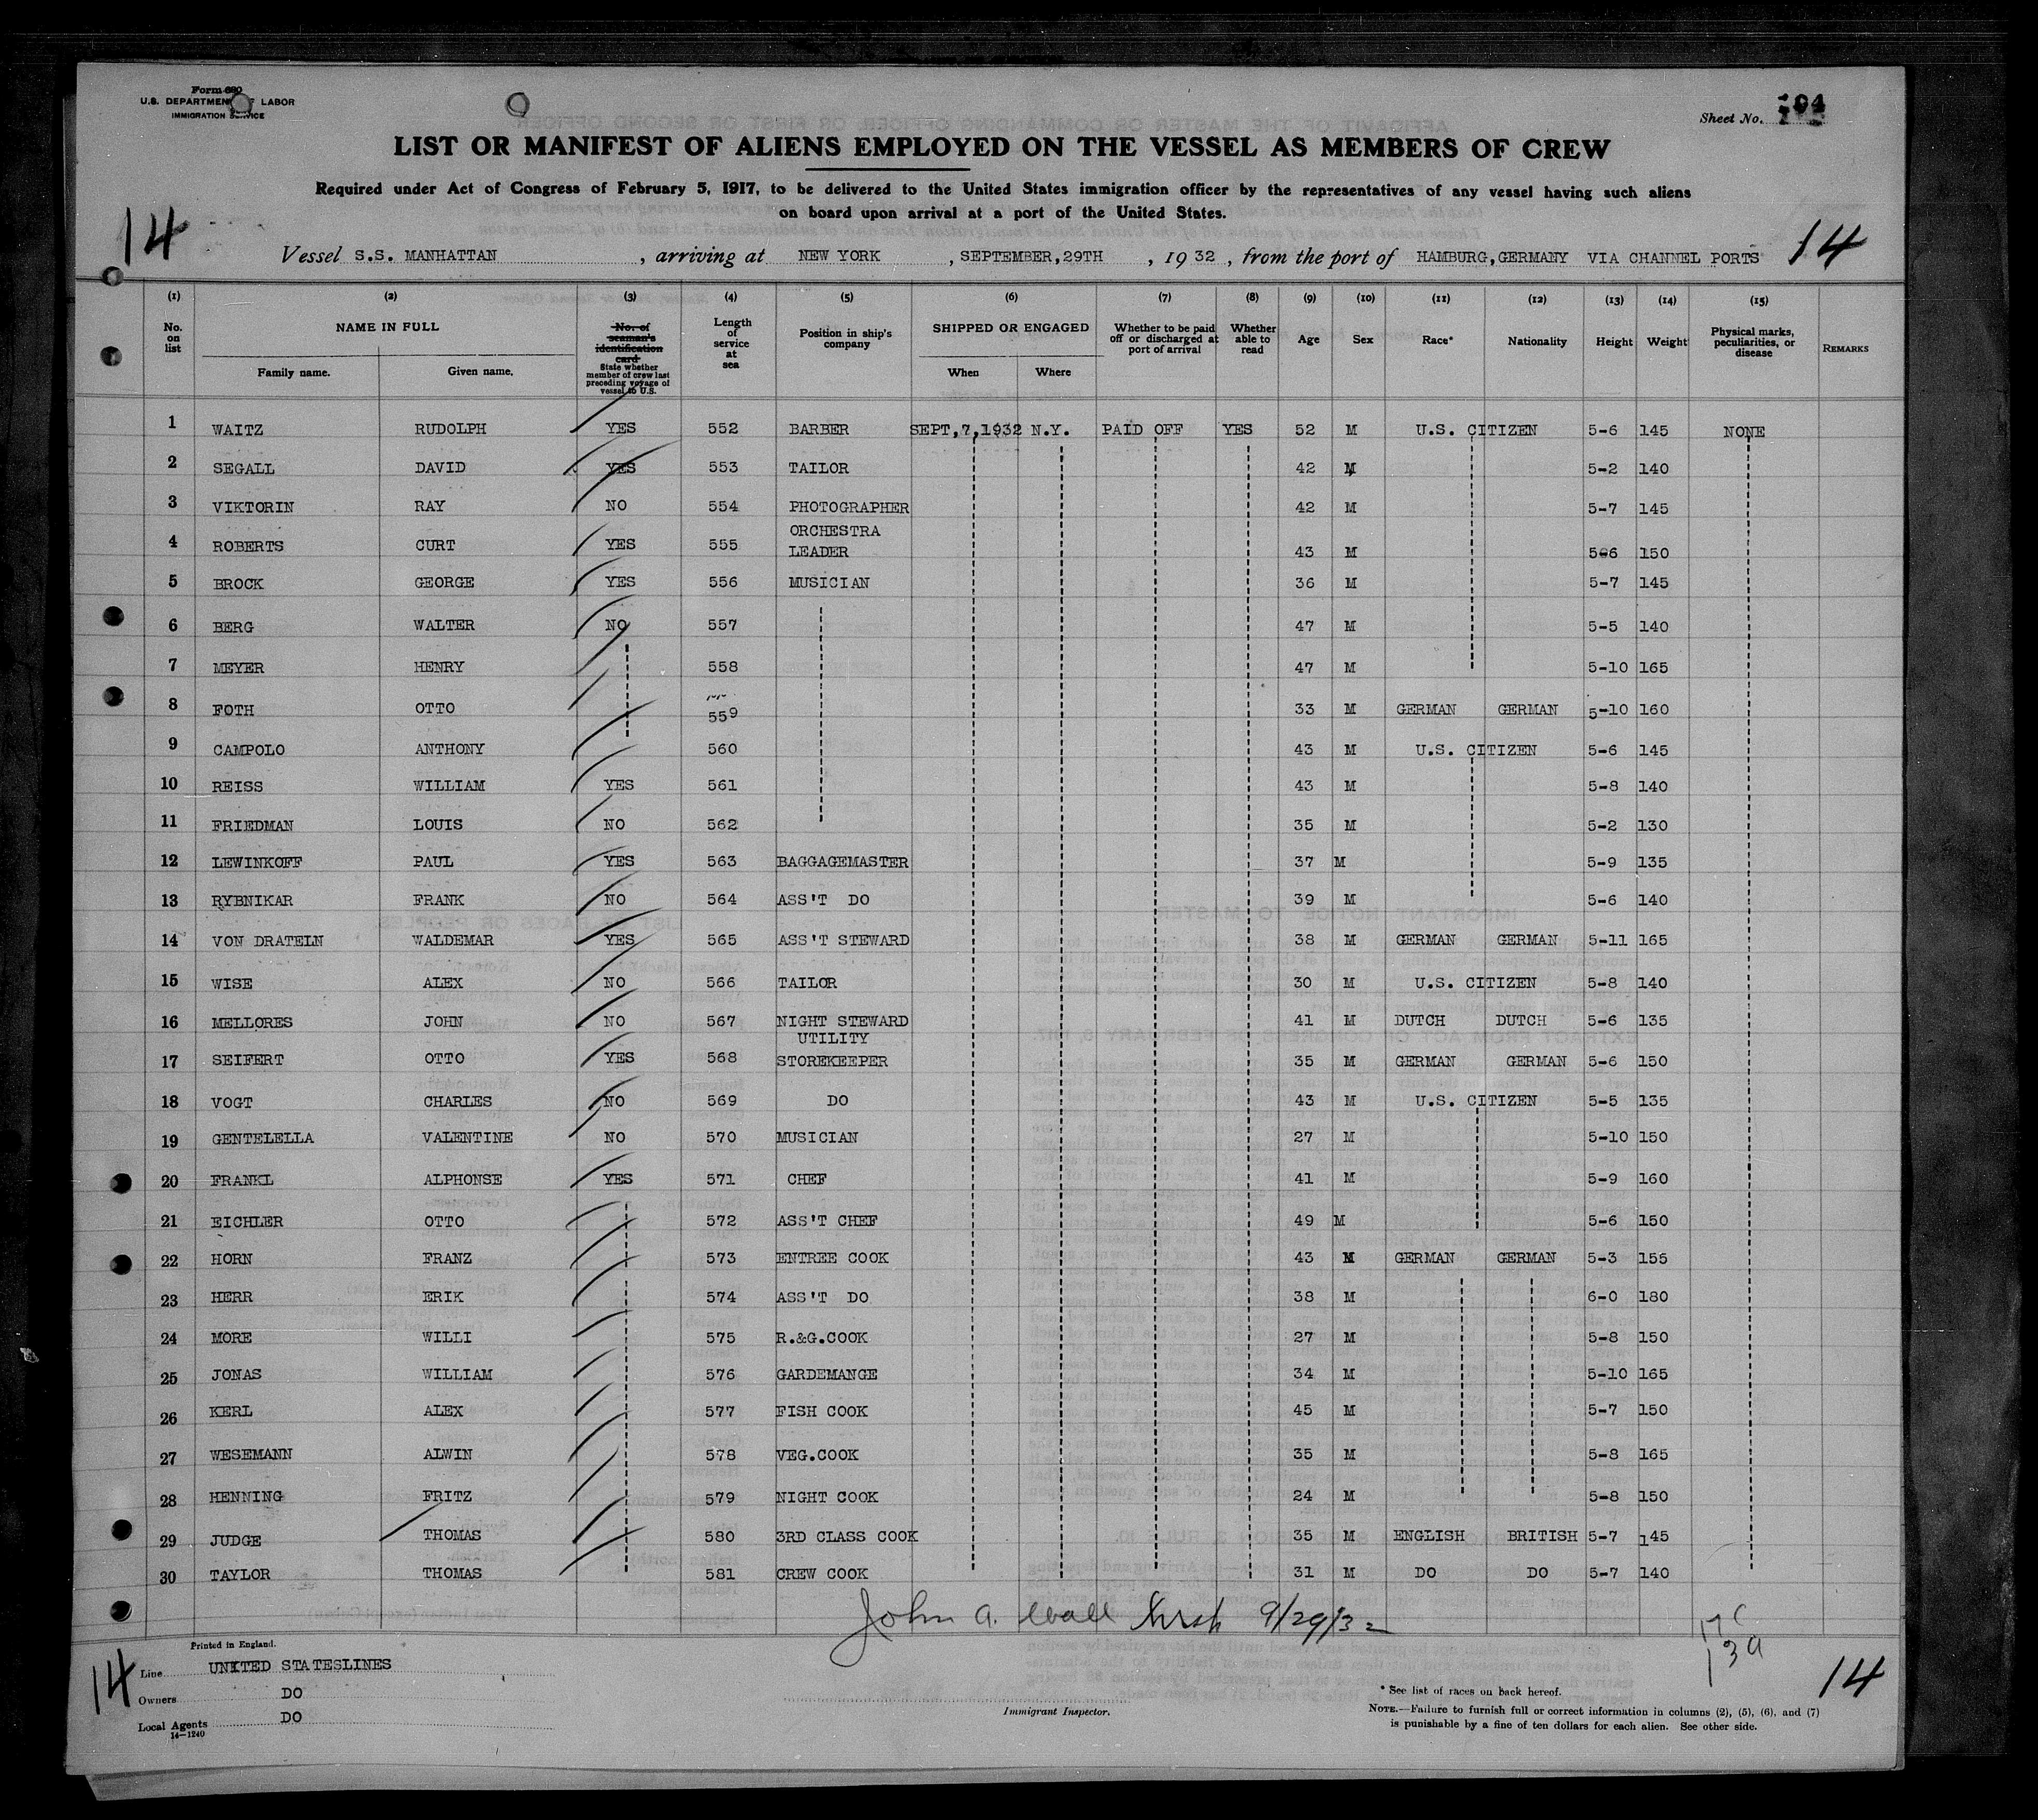 Form 680
U.S. DEPARTMENT OF LABOR
IMMIGRATION SERVICE
Sheet No.
LIST OR MANIFEST OF ALIENS EMPLOYED ON THE VESSEL AS MEMBERS OF CREW
Required under Act of Congress of February 5, 1917, to be delivered to the United States immigration officer by the representatives of any vessel having such aliens
on board upon arrival at a port of the United States.
14 14
Vessel S.S. MANHATTAN , arriving at NEW YORK , SEPTEMBER,29TH , 1932 , from the port of HAMBURG,GERMANY VIA CHANNEL PORTS
(1) (2) (3) (4) (5) (6) (7) (8) (9) (10) (11) (12) (13) (14) (15)
No. on list NAME IN FULL Family name. Given name. No. of seaman's identification card State whether member of crew last preceding voyage of vessel to U.S. Length of service at sea Position in ship's company SHIPPED OR ENGAGED When Where Whether to be paid off or discharged at port of arrival Whether able to read Age Sex Race* Nationality Height Weight Physical marks, peculiarities, or disease REMARKS
1 WAITZ RUDOLPH YES 552 BARBER SEPT,7,1932 N.Y. PAID OFF YES 52 M U.S. CITIZEN 5-6 145 NONE
2 SEGALL DAVID YES 553 TAILOR 42 M 5-2 140
3 VIKTORIN RAY NO 554 PHOTOGRAPHER 42 M 5-7 145
4 ROBERTS CURT YES 555 ORCHESTRA LEADER 43 M 5-6 150
5 BROCK GEORGE YES 556 MUSICIAN 36 M 5-7 145
6 BERG WALTER NO 557 47 M 5-5 140
7 MEYER HENRY 558 47 M 5-10 165
8 FOTH OTTO 559 33 M GERMAN GERMAN 5-10 160
9 CAMPOLO ANTHONY 560 43 M U.S. CITIZEN 5-6 145
10 REISS WILLIAM YES 561 43 M 5-8 140
11 FRIEDMAN LOUIS NO 562 35 M 5-2 130
12 LEWINKOFF PAUL YES 563 BAGGAGEMASTER 37 M 5-9 135
13 RYBNIKAR FRANK NO 564 ASS'T DO 39 M 5-6 140
14 VON DRATEIN WALDEMAR YES 565 ASS'T STEWARD 38 M GERMAN GERMAN 5-11 165
15 WISE ALEX NO 566 TAILOR 30 M U.S. CITIZEN 5-8 140
16 MELLORES JOHN NO 567 NIGHT STEWARD 41 M DUTCH DUTCH 5-6 135
17 SEIFERT OTTO YES 568 UTILITY STOREKEEPER 35 M GERMAN GERMAN 5-6 150
18 VOGT CHARLES NO 569 DO 43 M U.S. CITIZEN 5-5 135
19 GENTELELLA VALENTINE NO 570 MUSICIAN 27 M 5-10 150
20 FRANKL ALPHONSE YES 571 CHEF 41 M 5-9 160
21 EICHLER OTTO 572 ASS'T CHEF 49 M 5-6 150
22 HORN FRANZ 573 ENTREE COOK 43 M GERMAN GERMAN 5-3 155
23 HERR ERIK 574 ASS'T DO 38 M 6-0 180
24 MORE WILLI 575 R.&G.COOK 27 M 5-8 150
25 JONAS WILLIAM 576 GARDEMANGE 34 M 5-10 165
26 KERL ALEX 577 FISH COOK 45 M 5-7 150
27 WESEMANN ALWIN 578 VEG.COOK 35 M 5-8 165
28 HENNING FRITZ 579 NIGHT COOK 24 M 5-8 150
29 JUDGE THOMAS 580 3RD CLASS COOK 35 M ENGLISH BRITISH 5-7 145
30 TAYLOR THOMAS 581 CREW COOK 31 M DO DO 5-7 140
John A. Wall 9/29/32
Printed in England.
14 Line UNITED STATESLINES
Owners DO
Local Agents DO
14—1240
Immigrant Inspector.
* See list of races on back hereof.
NOTE.—Failure to furnish full or correct information in columns (2), (5), (6), and (7)
is punishable by a fine of ten dollars for each alien. See other side.
14